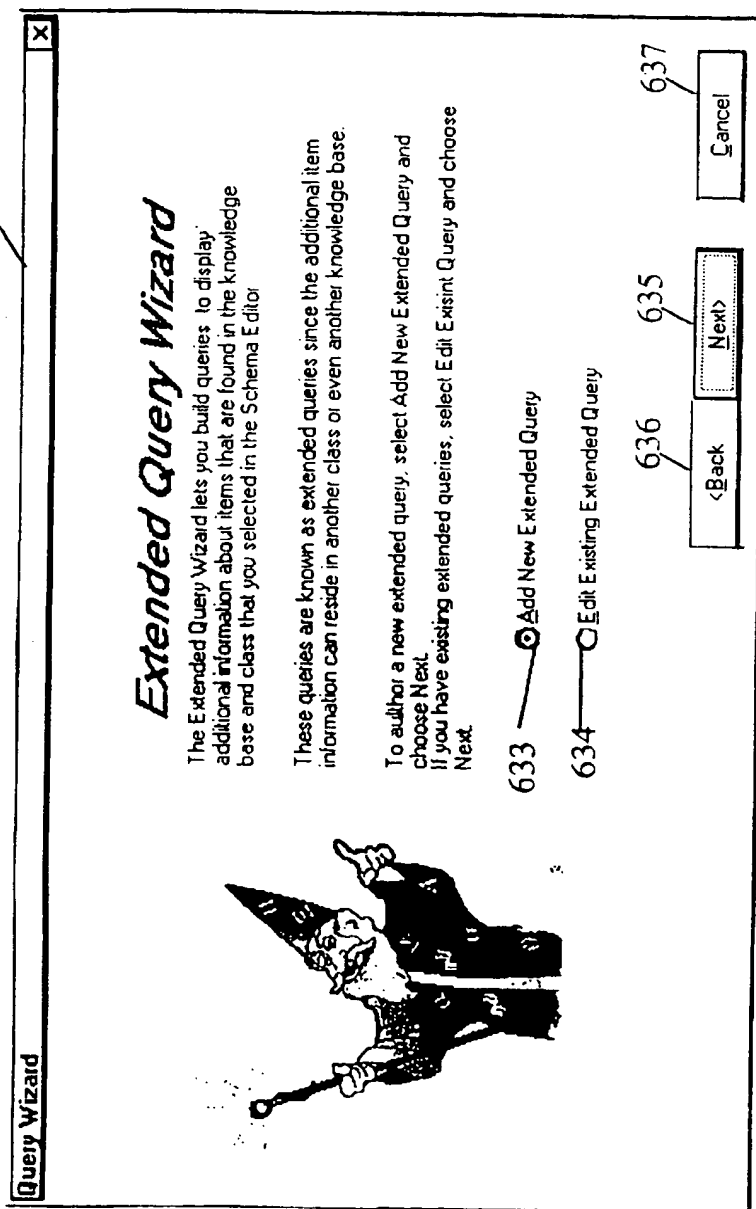 Query Wizard
Extended Query Wizard
The Extended Query Wizard lets you build queries to display
additional information about items that are found in the knowledge
base and class that you selected in the Schema Editor
These queries are known as extended queries since the additional item
information can reside in another class or even another knowledge base.
To author a new extended query, select Add New Extended Query and
choose Next.
If you have existing extended queries, select Edit Exisint Query and choose
Next.
633 Add New Extended Query
634 Edit Existing Extended Query
636 635 637
<Back Next> Cancel